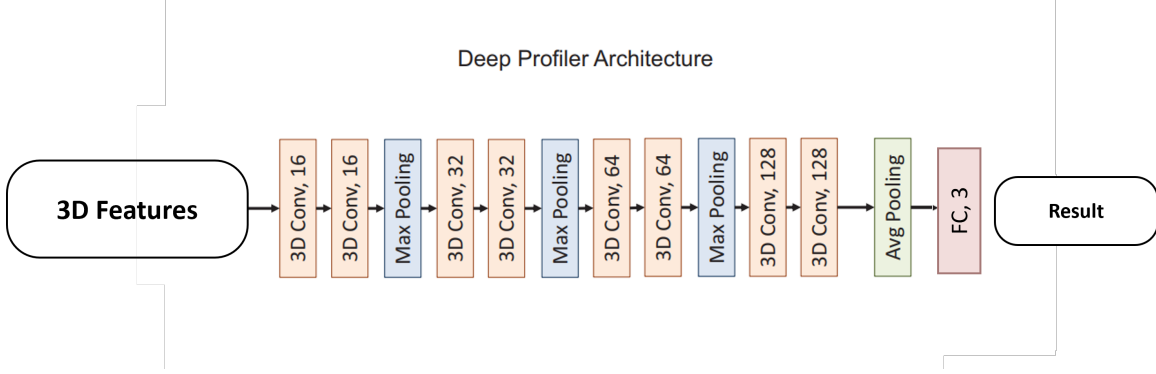 Deep Profiler Architecture
3D Features
3D Conv, 16
3D Conv, 16
Max Pooling
3D Conv, 32
3D Conv, 32
Max Pooling
3D Conv, 64
3D Conv, 64
Max Pooling
3D Conv, 128
3D Conv, 128
Avg Pooling
FC, 3
Result